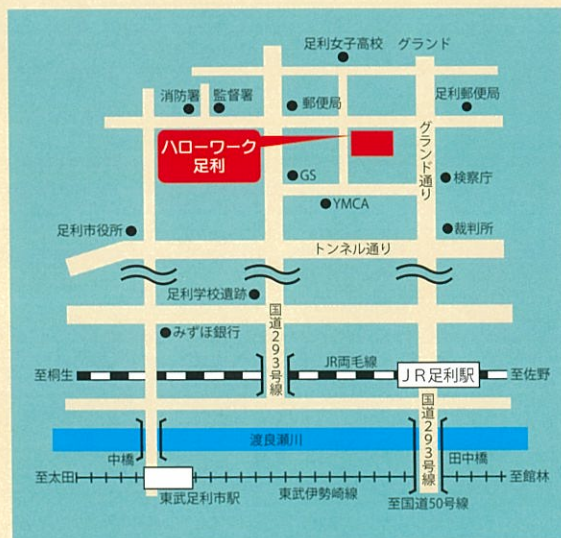 足利女子高校
グランド
消防署
監督署
郵便局
足利郵便局
ハローワーク
足利
グランド通り
GS
検察庁
YMCA
足利市役所
裁判所
トンネル通り
足利学校遺跡
国道293号線
みずほ銀行
JR両毛線
至桐生
JR足利駅
至佐野
国道293号線
渡良瀬川
中橋
田中橋
至太田
至館林
東武足利市駅
東武伊勢崎線
至国道50号線